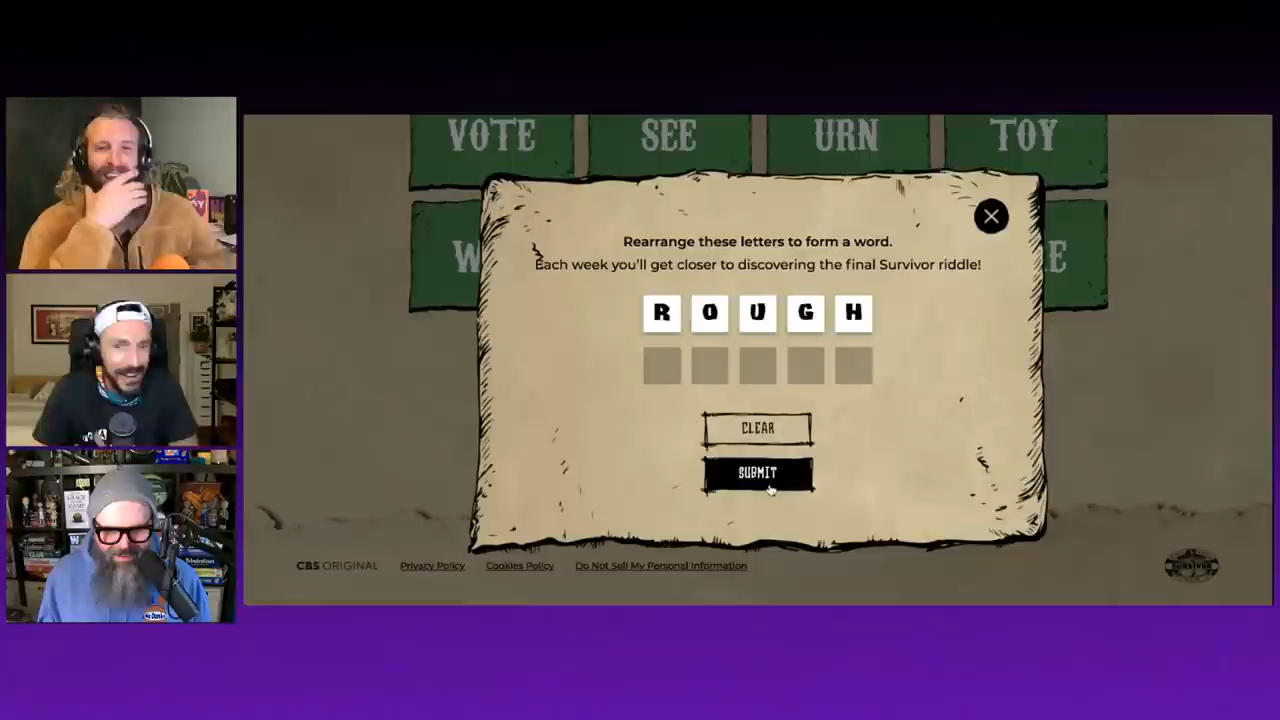 VOTE SEE URN TOY
W E
Rearrange these letters to form a word.
Each week you'll get closer to discovering the final Survivor riddle!
R O U G H
CLEAR
SUBMIT
CBS ORIGINAL Privacy Policy Cookies Policy Do Not Sell My Personal Information
SURVIVOR